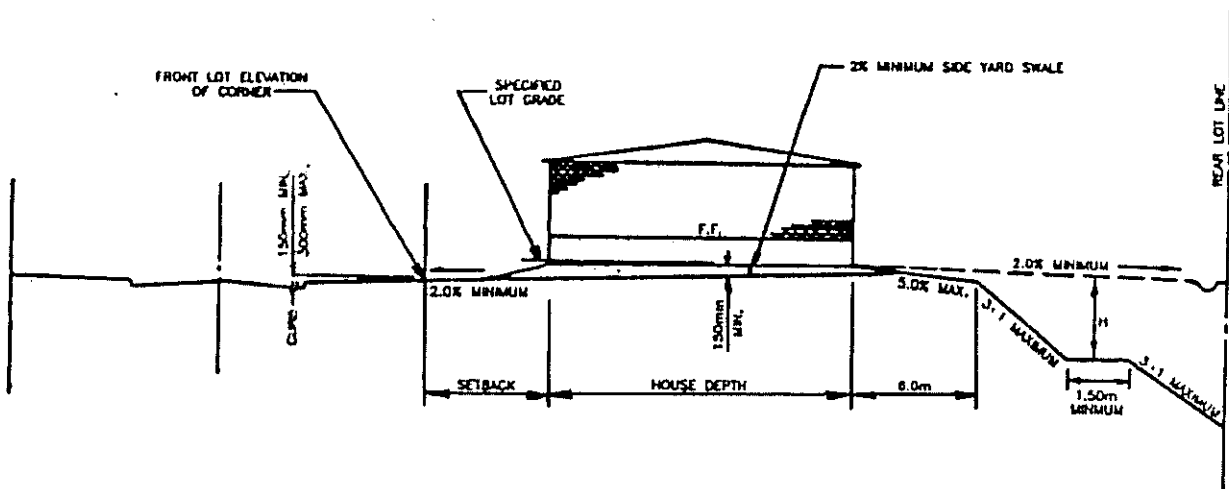 FRONT LOT ELEVATION
OF CORNER
SPECIFIED
LOT GRADE
2% MINIMUM SIDE YARD SWALE
REAR LOT LINE
150mm MIN.
300mm MAX.
CURB
F.F.
2.0% MINIMUM
150mm
MIN.
2.0% MINIMUM
5.0% MAX.
3:1 MAXIMUM
H
3:1 MAXIMUM
SETBACK
HOUSE DEPTH
6.0m
1.50m
MINIMUM